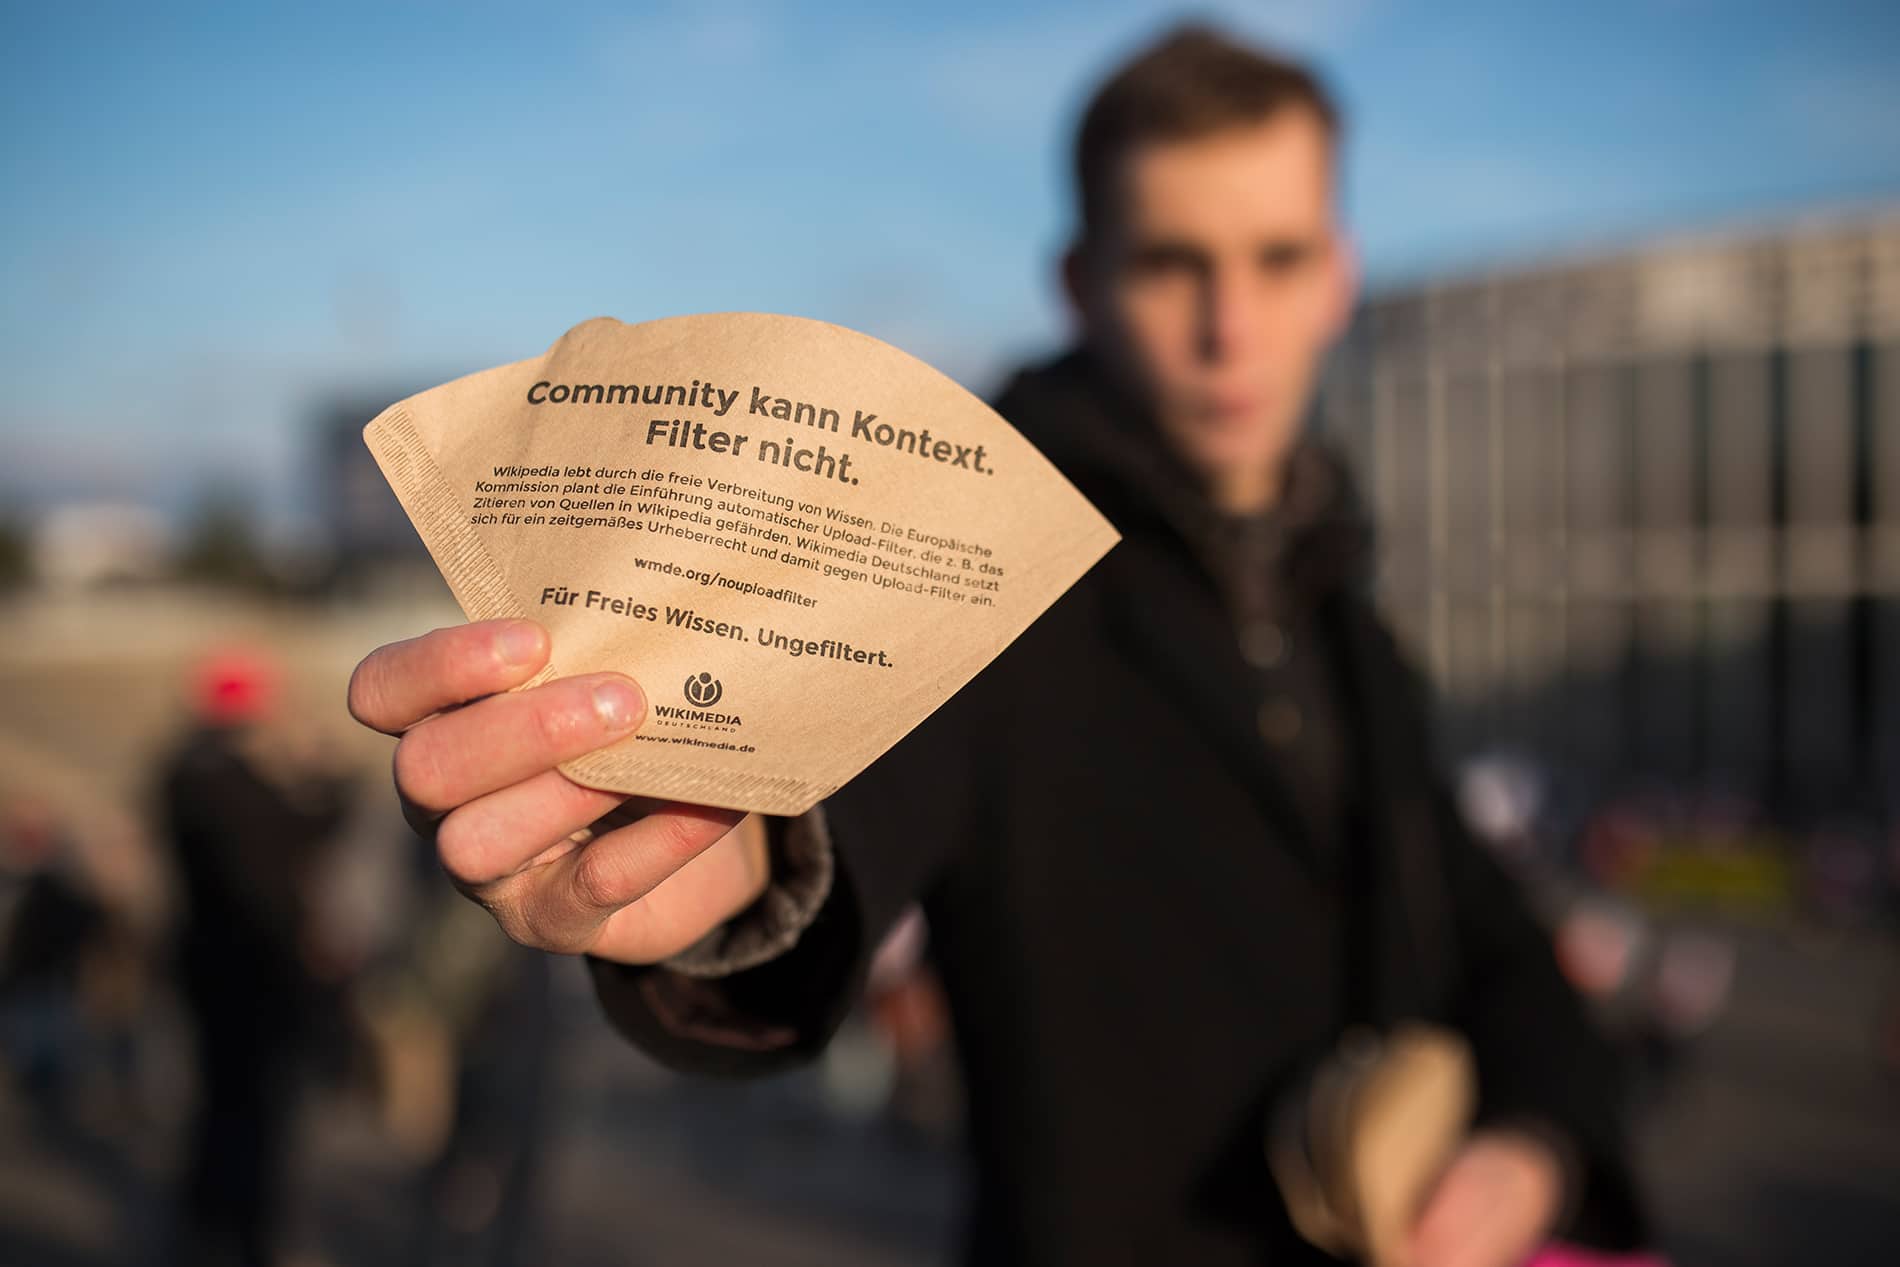 Community kann Kontext.
Filter nicht.
Wikipedia lebt durch die freie Verbreitung von Wissen. Die Europäische
Kommission plant die Einführung automatischer Upload-Filter, die z. B. das
Zitieren von Quellen in Wikipedia gefährden. Wikimedia Deutschland setzt
sich für ein zeitgemäßes Urheberrecht und damit gegen Upload-Filter ein.
wmde.org/nouploadfilter
Für Freies Wissen. Ungefiltert.
WIKIMEDIA
DEUTSCHLAND
www.wikimedia.de